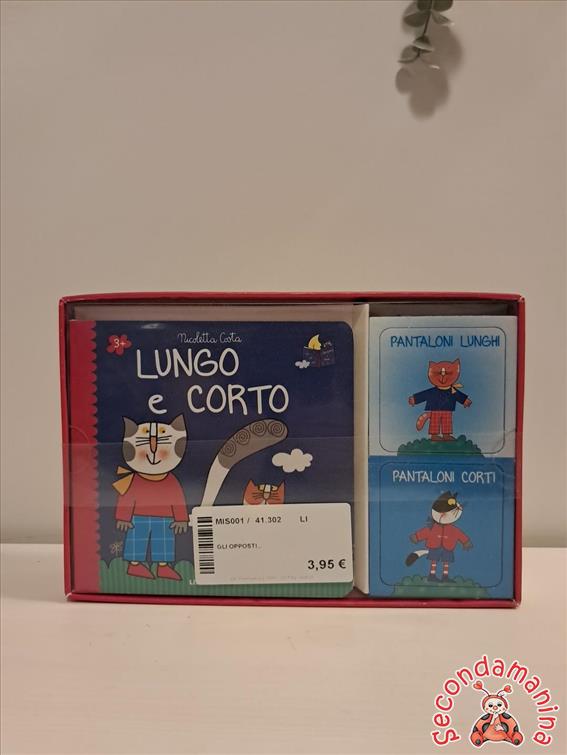 3+
Nicoletta Costa
LUNGO
e CORTO
PANTALONI LUNGHI
PANTALONI CORTI
MIS001 / 41.302 LI
GLI OPPOSTI..
3,95 €
Secondamanina